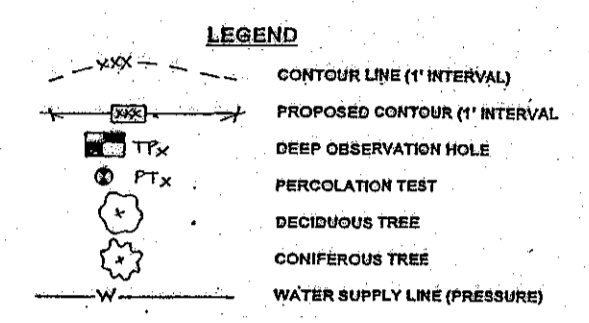 LEGEND
XXX CONTOUR LINE (1' INTERVAL)
XXX PROPOSED CONTOUR (1' INTERVAL
TPx DEEP OBSERVATION HOLE
PTx PERCOLATION TEST
DECIDUOUS TREE
CONIFEROUS TREE
W WATER SUPPLY LINE (PRESSURE)